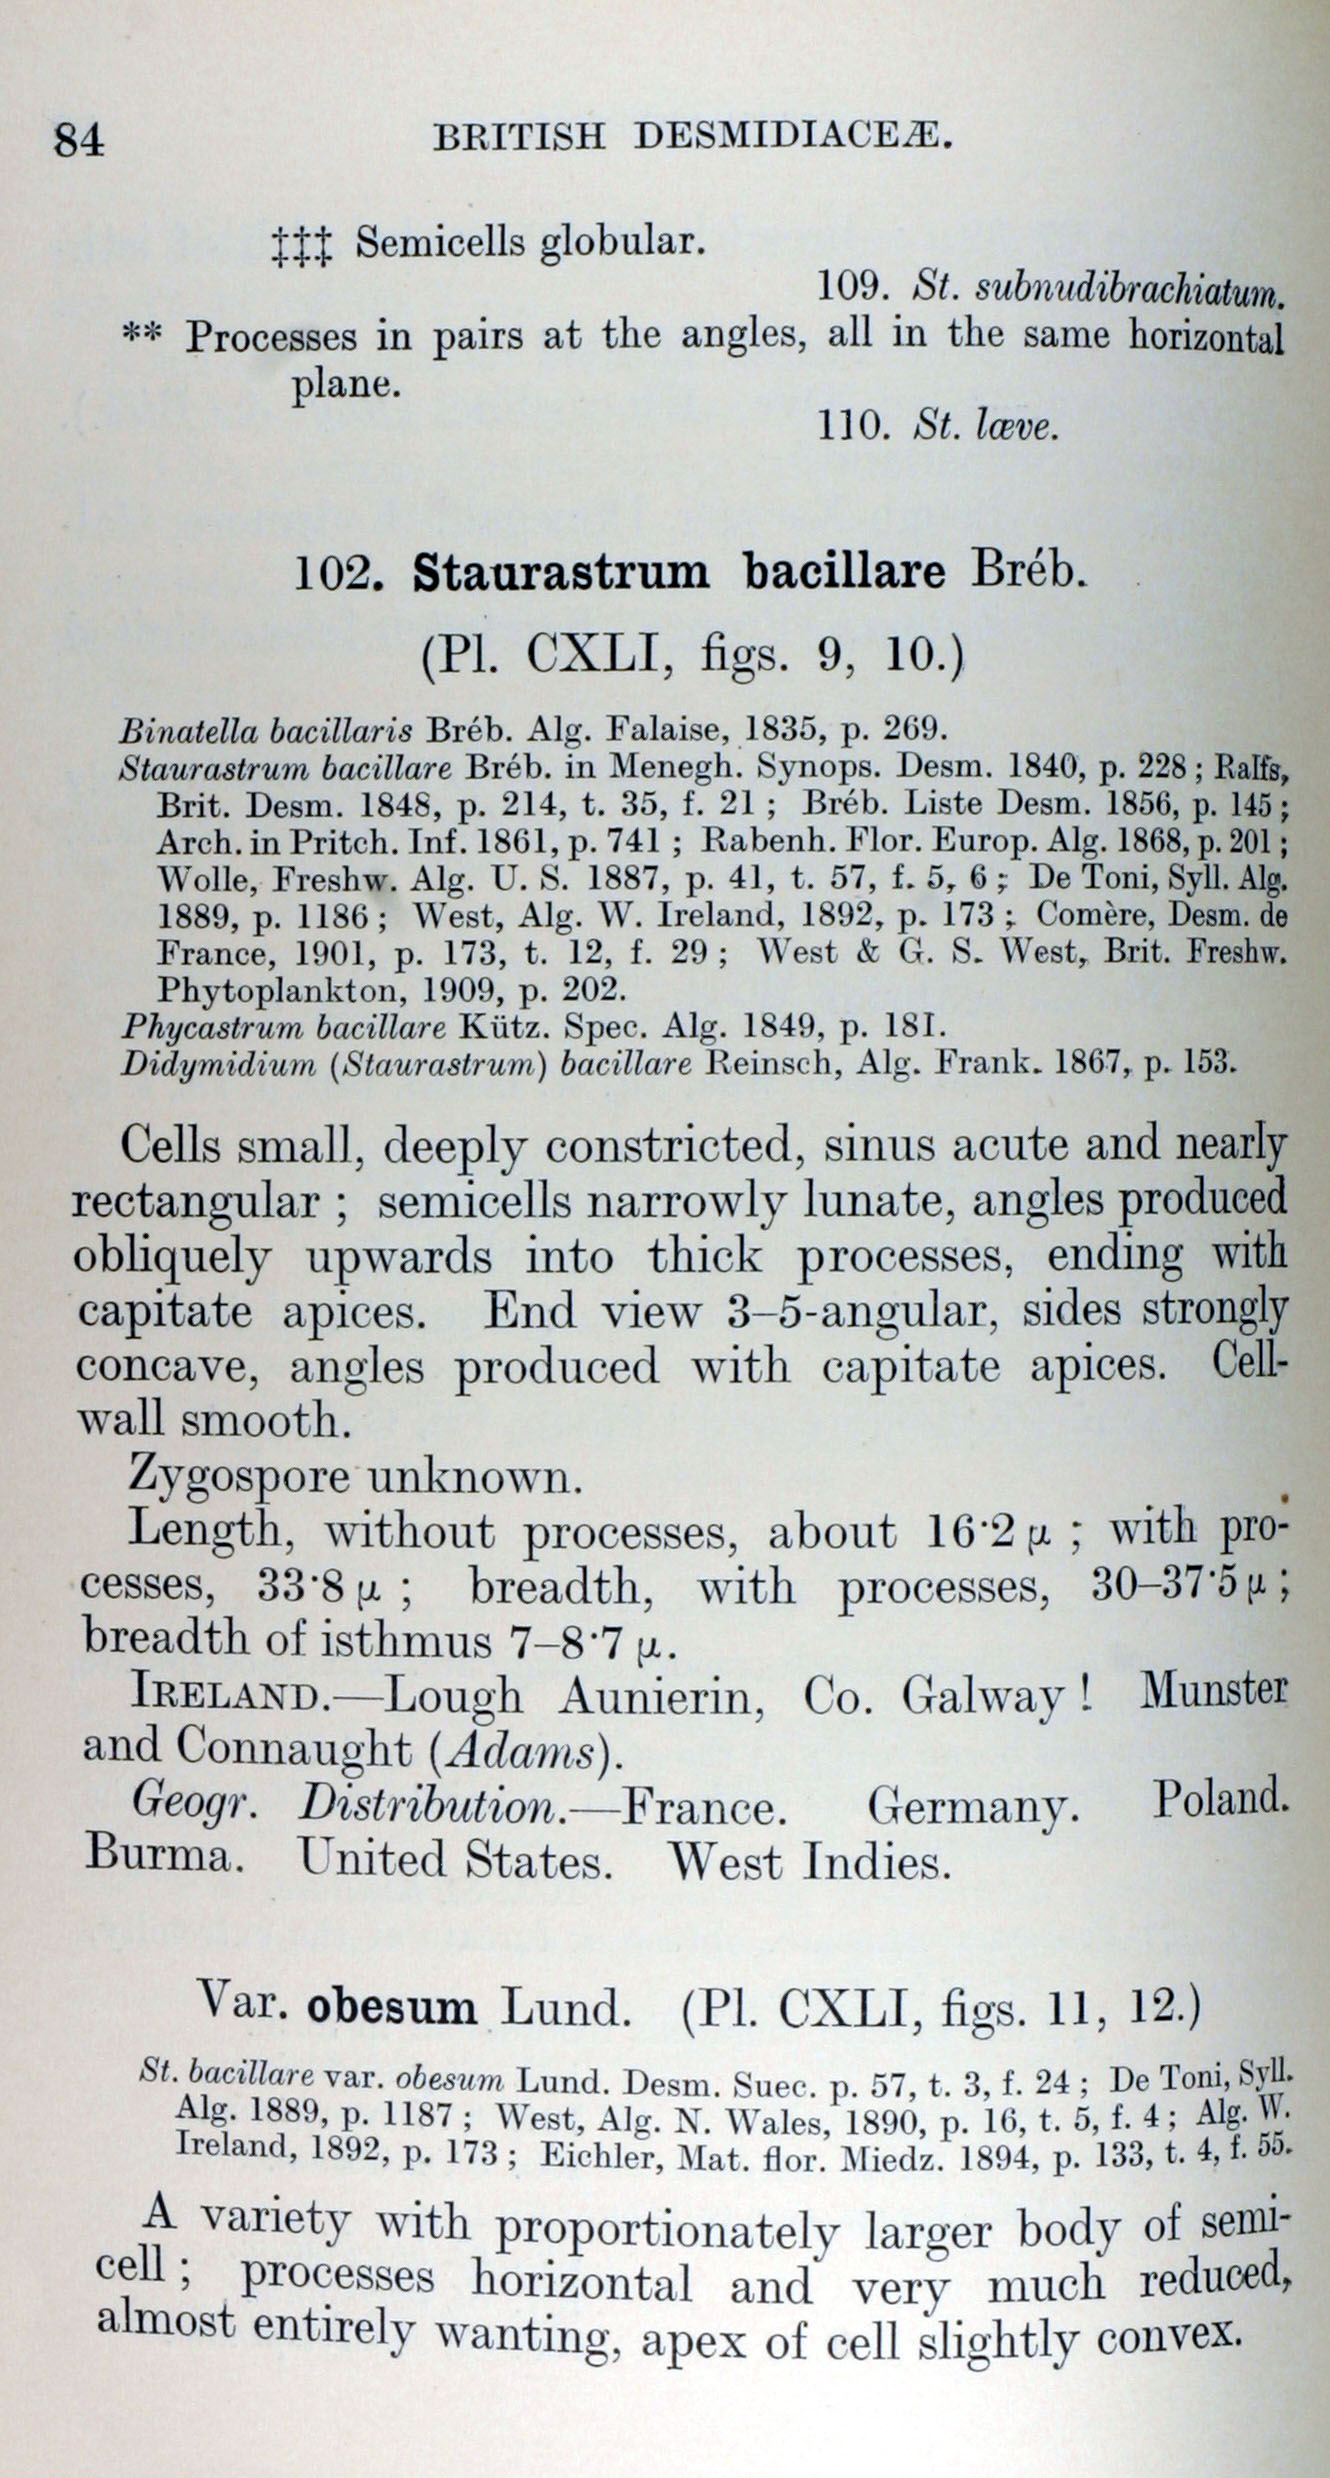 84
BRITISH DESMIDIACEÆ.
‡‡‡ Semicells globular.
109. St. subnudibrachiatum.
** Processes in pairs at the angles, all in the same horizontal
plane.
110. St. læve.
102. Staurastrum bacillare Bréb.
(Pl. CXLI, figs. 9, 10.)
Binatella bacillaris Bréb. Alg. Falaise, 1835, p. 269.
Staurastrum bacillare Bréb. in Menegh. Synops. Desm. 1840, p. 228 ; Ralfs,
Brit. Desm. 1848, p. 214, t. 35, f. 21 ; Bréb. Liste Desm. 1856, p. 145 ;
Arch. in Pritch. Inf. 1861, p. 741 ; Rabenh. Flor. Europ. Alg. 1868, p. 201 ;
Wolle, Freshw. Alg. U. S. 1887, p. 41, t. 57, f. 5, 6 ; De Toni, Syll. Alg.
1889, p. 1186 ; West, Alg. W. Ireland, 1892, p. 173 ; Comère, Desm. de
France, 1901, p. 173, t. 12, f. 29 ; West & G. S. West, Brit. Freshw.
Phytoplankton, 1909, p. 202.
Phycastrum bacillare Kütz. Spec. Alg. 1849, p. 181.
Didymidium (Staurastrum) bacillare Reinsch, Alg. Frank. 1867, p. 153.
Cells small, deeply constricted, sinus acute and nearly
rectangular ; semicells narrowly lunate, angles produced
obliquely upwards into thick processes, ending with
capitate apices. End view 3–5-angular, sides strongly
concave, angles produced with capitate apices. Cell-
wall smooth.
Zygospore unknown.
Length, without processes, about 16·2 μ ; with pro-
cesses, 33·8 μ ; breadth, with processes, 30–37·5 μ ;
breadth of isthmus 7–8·7 μ.
IRELAND.—Lough Aunierin, Co. Galway ! Munster
and Connaught (Adams).
Geogr. Distribution.—France. Germany. Poland.
Burma. United States. West Indies.
Var. obesum Lund. (Pl. CXLI, figs. 11, 12.)
St. bacillare var. obesum Lund. Desm. Suec. p. 57, t. 3, f. 24 ; De Toni, Syll.
Alg. 1889, p. 1187 ; West, Alg. N. Wales, 1890, p. 16, t. 5, f. 4 ; Alg. W.
Ireland, 1892, p. 173 ; Eichler, Mat. flor. Miedz. 1894, p. 133, t. 4, f. 55.
A variety with proportionately larger body of semi-
cell ; processes horizontal and very much reduced,
almost entirely wanting, apex of cell slightly convex.